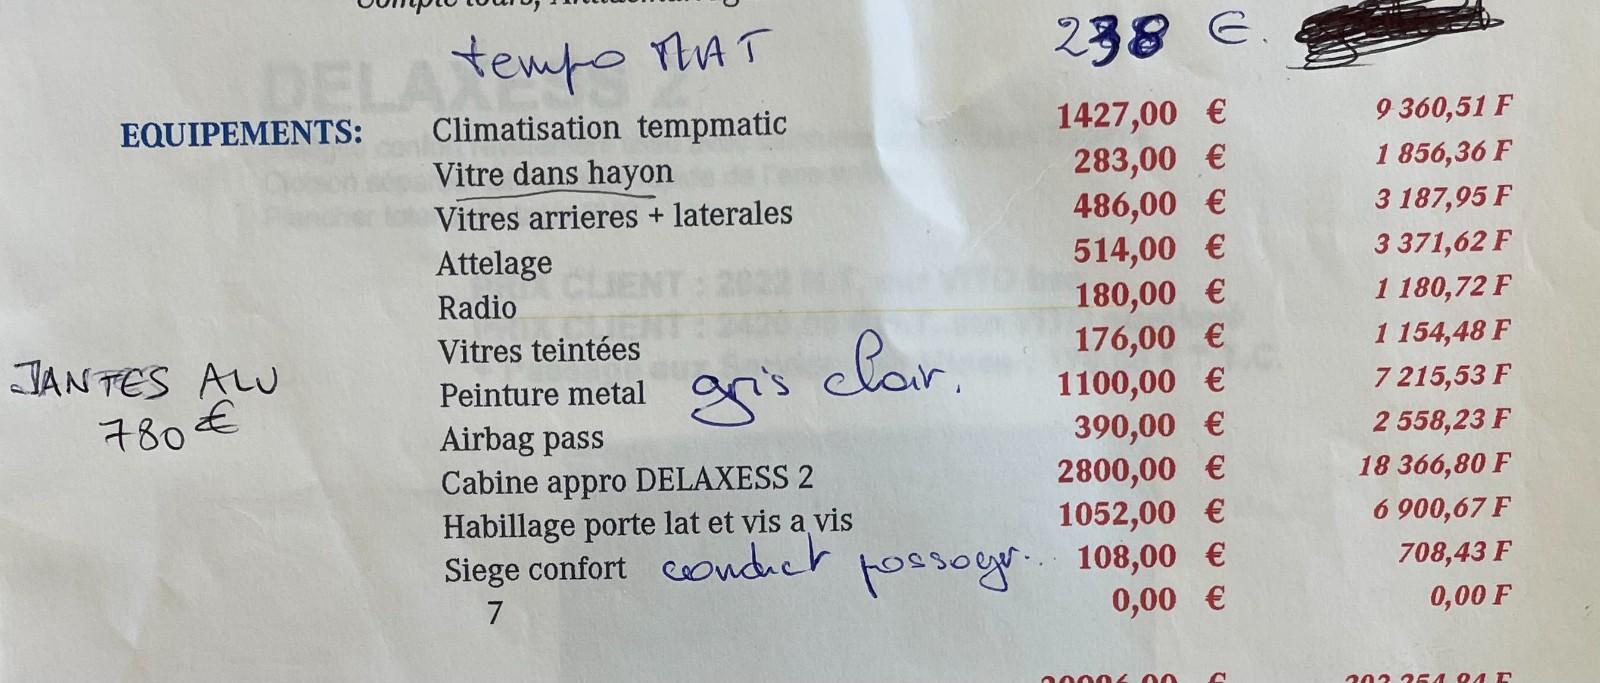 tempo MAT 238 €.
EQUIPEMENTS: Climatisation tempmatic 1427,00 € 9 360,51 F
Vitre dans hayon 283,00 € 1 856,36 F
Vitres arrieres + laterales 486,00 € 3 187,95 F
Attelage 514,00 € 3 371,62 F
Radio 180,00 € 1 180,72 F
Vitres teintées 176,00 € 1 154,48 F
JANTES ALU
780 €
Peinture metal gris clair. 1100,00 € 7 215,53 F
Airbag pass 390,00 € 2 558,23 F
Cabine appro DELAXESS 2 2800,00 € 18 366,80 F
Habillage porte lat et vis a vis 1052,00 € 6 900,67 F
Siege confort conduct passager.. 108,00 € 708,43 F
7 0,00 € 0,00 F